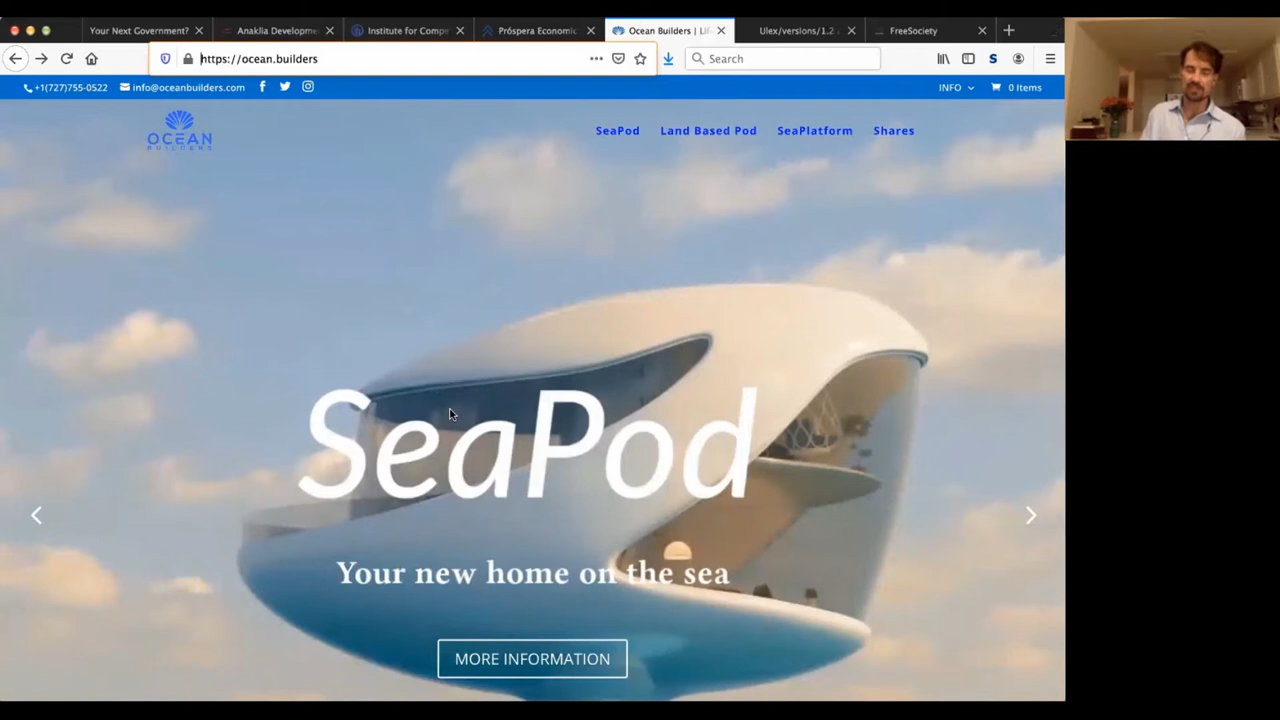 Your Next Government?
Anaklia Developme
Institute for Compe
Próspera Economic
Ocean Builders | Li
Ulex/versions/1.2
FreeSociety
https://ocean.builders
Search
+1(727)755-0522
info@oceanbuilders.com
INFO
0 Items
OCEAN
BUILDERS
SeaPod
Land Based Pod
SeaPlatform
Shares
SeaPod
Your new home on the sea
MORE INFORMATION